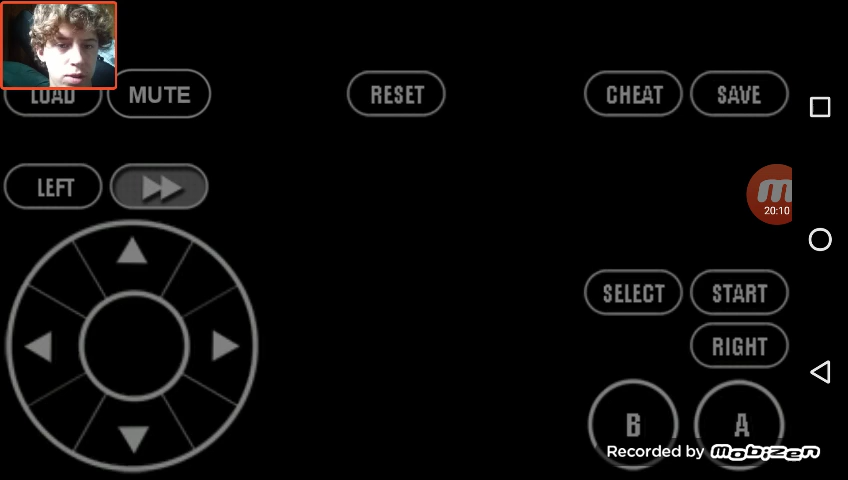 LOAD MUTE RESET CHEAT SAVE
LEFT
20:10
SELECT START
RIGHT
B A
Recorded by Mobizen